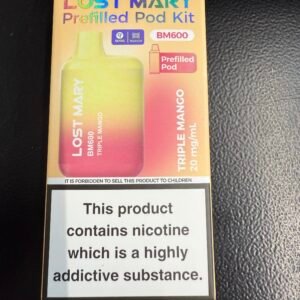 LOST MARY
Prefilled Pod Kit
BM600
Prefilled
Pod
LOST MARY
BM600
TRIPLE MANGO
TRIPLE MANGO
20 mg/mL
IT IS FORBIDDEN TO SELL THIS PRODUCT TO CHILDREN
This product
contains nicotine
which is a highly
addictive substance.